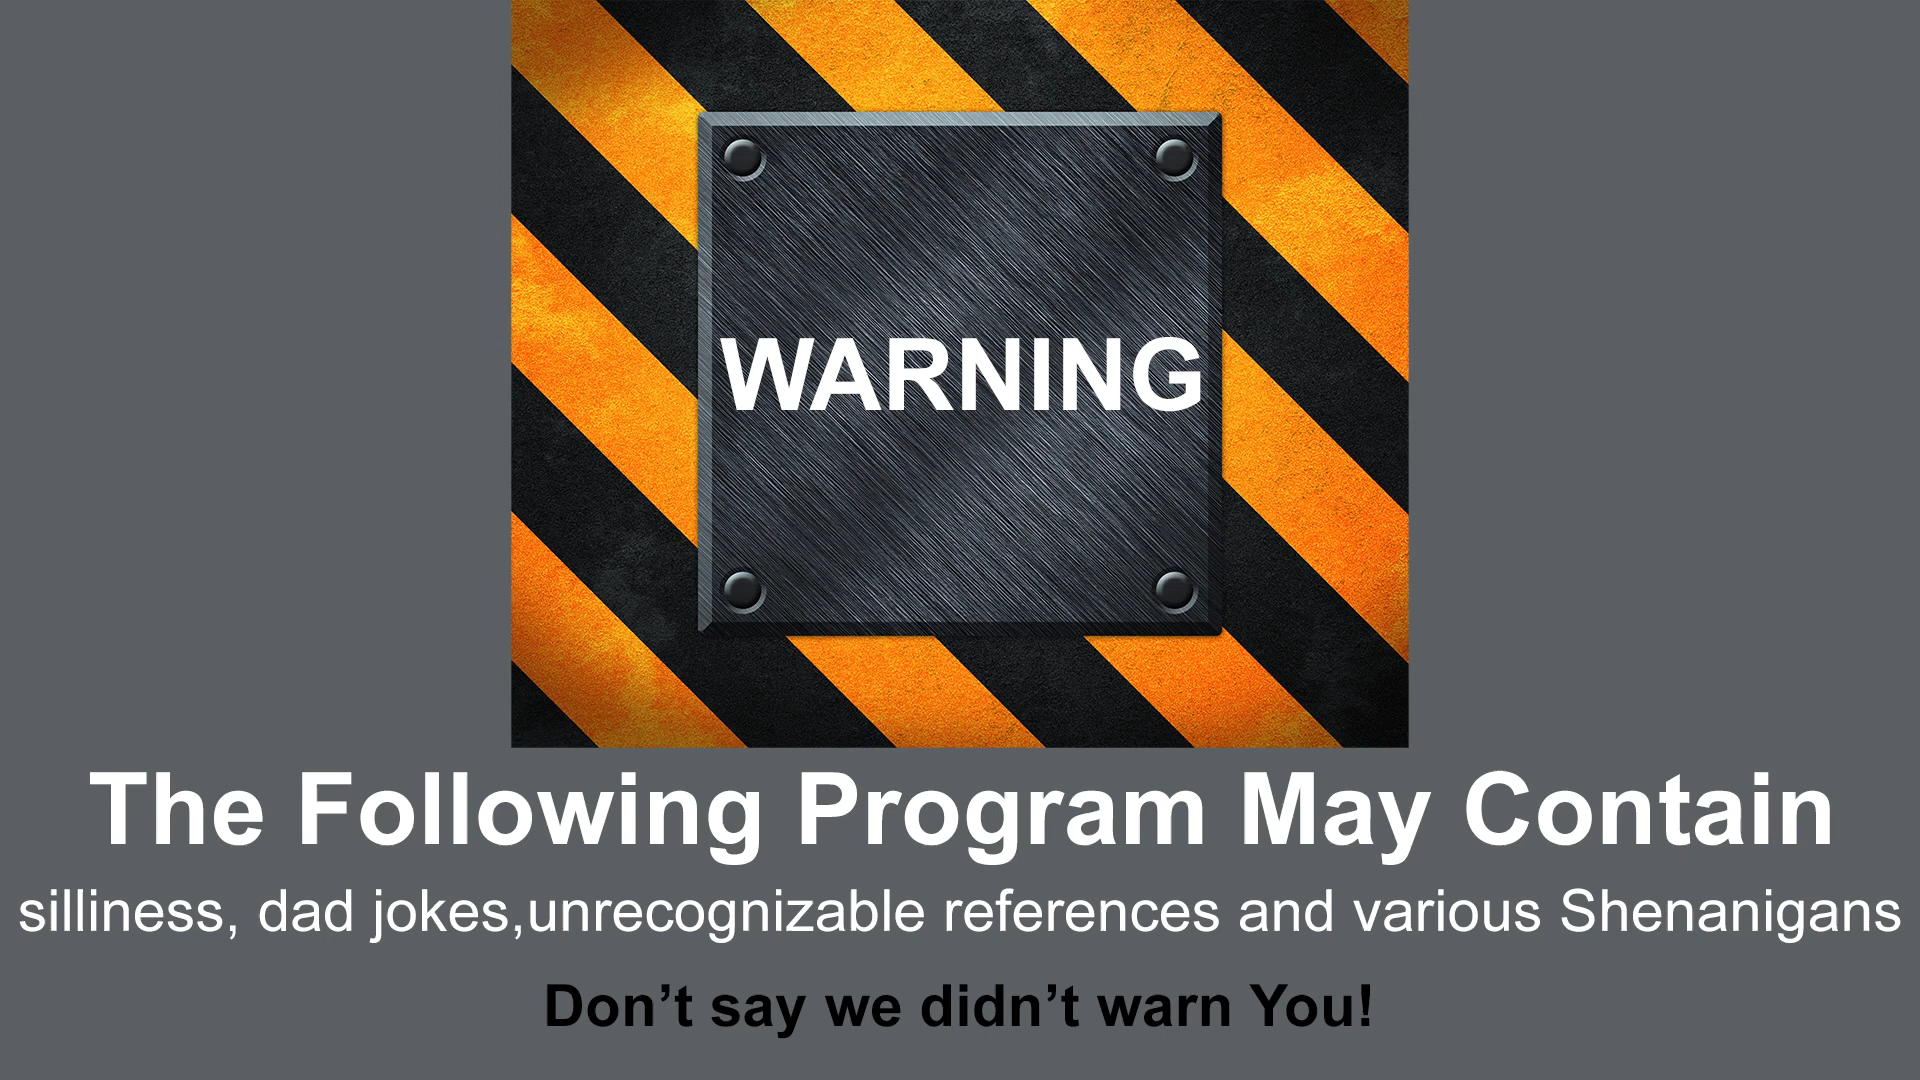 WARNING
The Following Program May Contain
silliness, dad jokes,unrecognizable references and various Shenanigans
Don’t say we didn’t warn You!